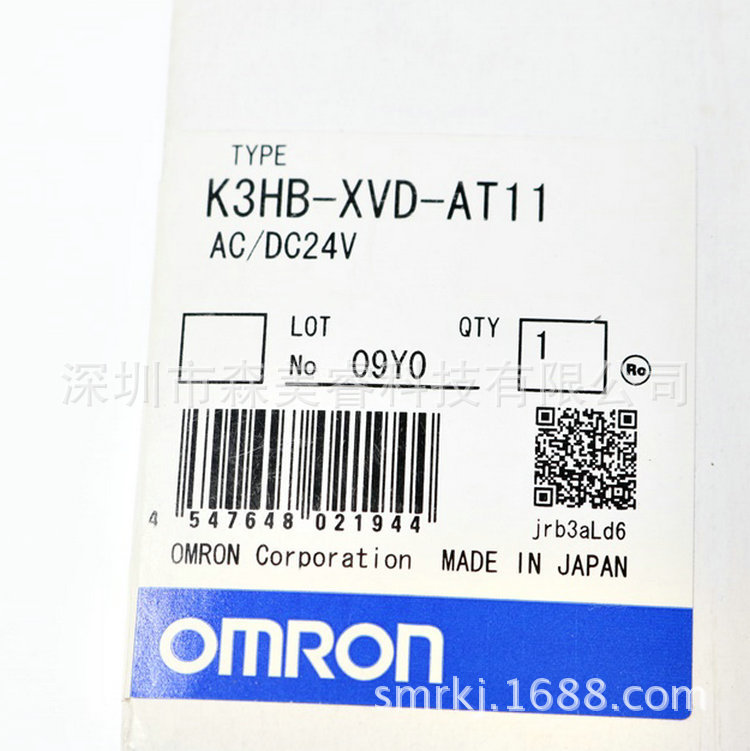 TYPE
K3HB-XVD-AT11
AC/DC24V
LOT
No 09Y0
QTY
1
Rc
深圳市森美睿科技有限公司
4 547648 021944
jrb3aLd6
OMRON Corporation MADE IN JAPAN
OMRON
smrkj.1688.com